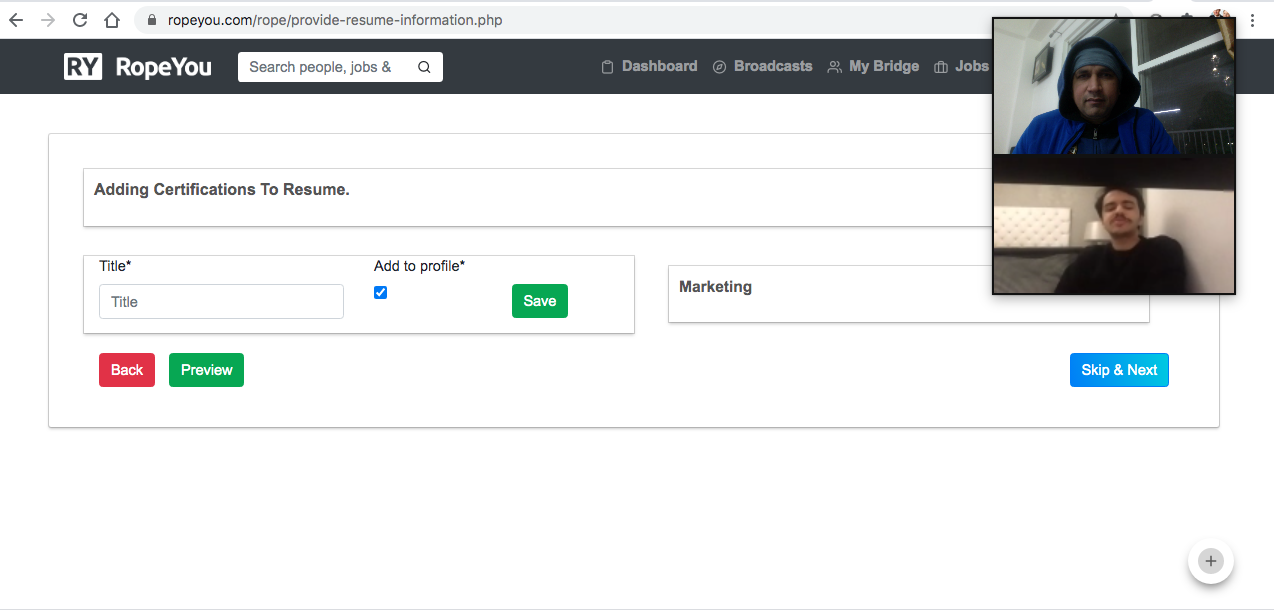 ropeyou.com/rope/provide-resume-information.php
RY RopeYou
Search people, jobs &
Dashboard
Broadcasts
My Bridge
Jobs
Adding Certifications To Resume.
Title*
Add to profile*
Title
Save
Marketing
Back
Preview
Skip & Next